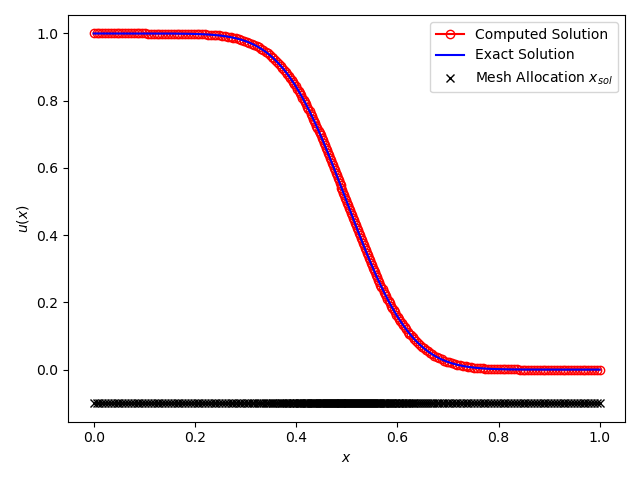 Computed Solution
Exact Solution
Mesh Allocation x_sol
1.0
0.8
0.6
0.4
0.2
0.0
u(x)
0.0 0.2 0.4 0.6 0.8 1.0
x